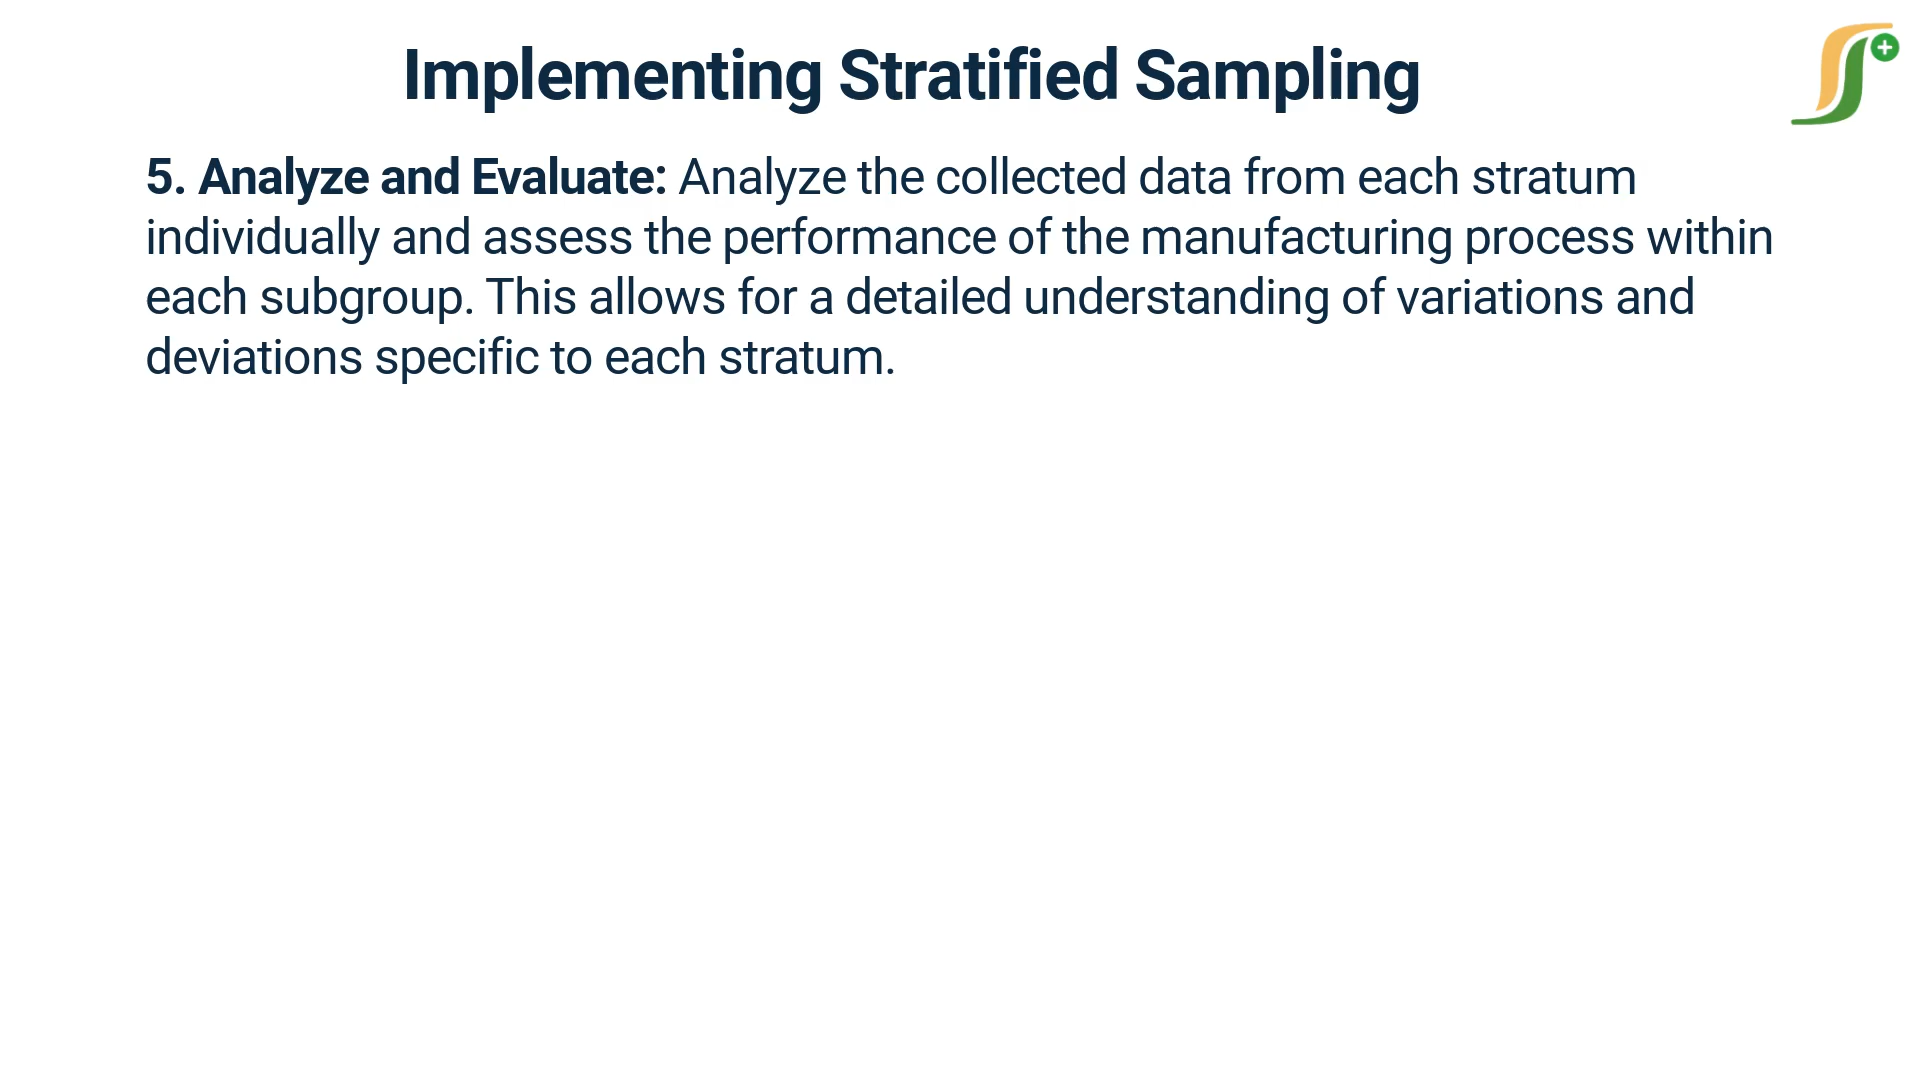 Implementing Stratified Sampling
5. Analyze and Evaluate: Analyze the collected data from each stratum
individually and assess the performance of the manufacturing process within
each subgroup. This allows for a detailed understanding of variations and
deviations specific to each stratum.